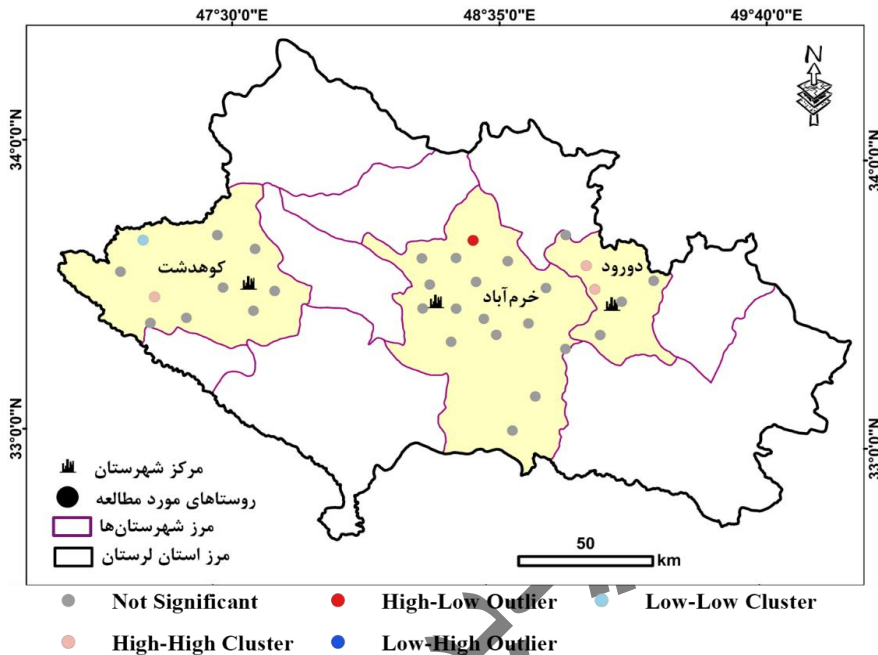 47°30'0"E 48°35'0"E 49°40'0"E
N
34°0'0"N
34°0'0"N
33°0'0"N
33°0'0"N
کوهدشت
خرم‌آباد
دورود
مرکز شهرستان
روستاهای مورد مطالعه
مرز شهرستان‌ها
مرز استان لرستان
50
km
Not Significant High-Low Outlier Low-Low Cluster
High-High Cluster Low-High Outlier